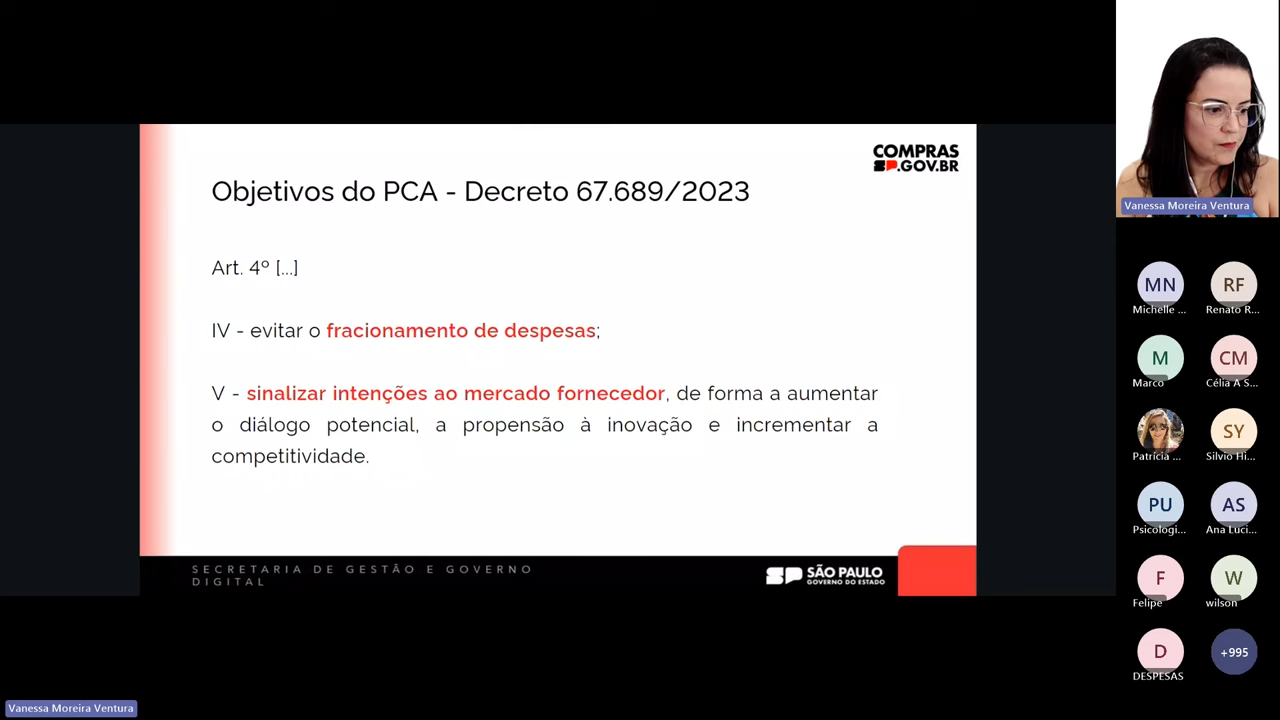 COMPRAS
SP.GOV.BR
Objetivos do PCA - Decreto 67.689/2023
Art. 4º [...]
IV - evitar o fracionamento de despesas;
V - sinalizar intenções ao mercado fornecedor, de forma a aumentar
o diálogo potencial, a propensão à inovação e incrementar a
competitividade.
SECRETARIA DE GESTÃO E GOVERNO
DIGITAL
SP SÃO PAULO
GOVERNO DO ESTADO
Vanessa Moreira Ventura
MN
RF
Michelle ...
Renato R...
M
CM
Marco
Célia A S...
SY
Patrícia ...
Silvio Hi...
PU
AS
Psicologi...
Ana Luci...
F
W
Felipe
wilson
D
+995
DESPESAS
Vanessa Moreira Ventura